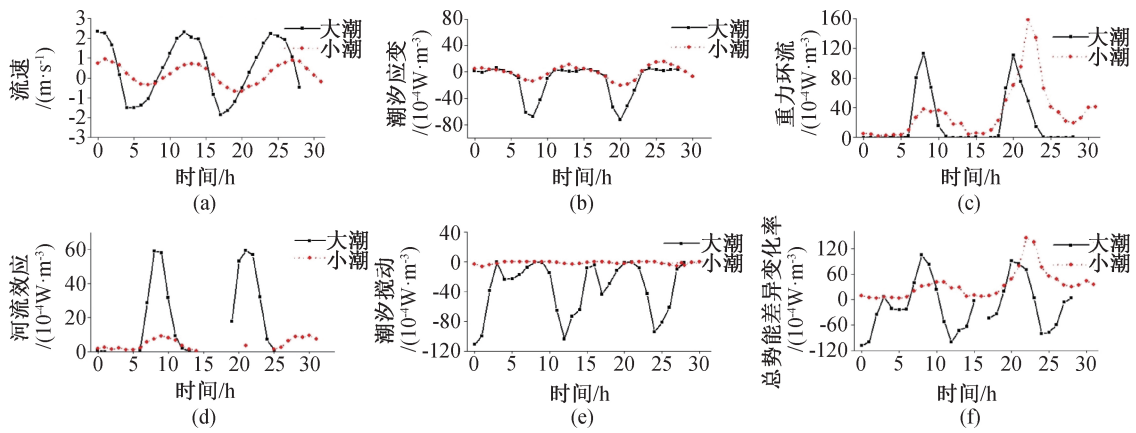 3
2
1
0
-1
-2
-3
流速
/(m·s⁻¹)
大潮
小潮
0 5 10 15 20 25 30
时间/h
(a)
80
40
0
-40
-80
潮汐应变
/(10⁻⁴W·m⁻³)
大潮
小潮
0 5 10 15 20 25 30
时间/h
(b)
160
120
80
40
0
重力环流
/(10⁻⁴W·m⁻³)
大潮
小潮
0 5 10 15 20 25 30
时间/h
(c)
60
40
20
0
河流效应
/(10⁻⁴W·m⁻³)
大潮
小潮
0 5 10 15 20 25 30
时间/h
(d)
40
0
-40
-80
-120
潮汐搅动
/(10⁻⁴W·m⁻³)
大潮
小潮
0 5 10 15 20 25 30
时间/h
(e)
120
60
0
-60
-120
总势能差异变化率
/(10⁻⁴W·m⁻³)
大潮
小潮
0 5 10 15 20 25 30
时间/h
(f)